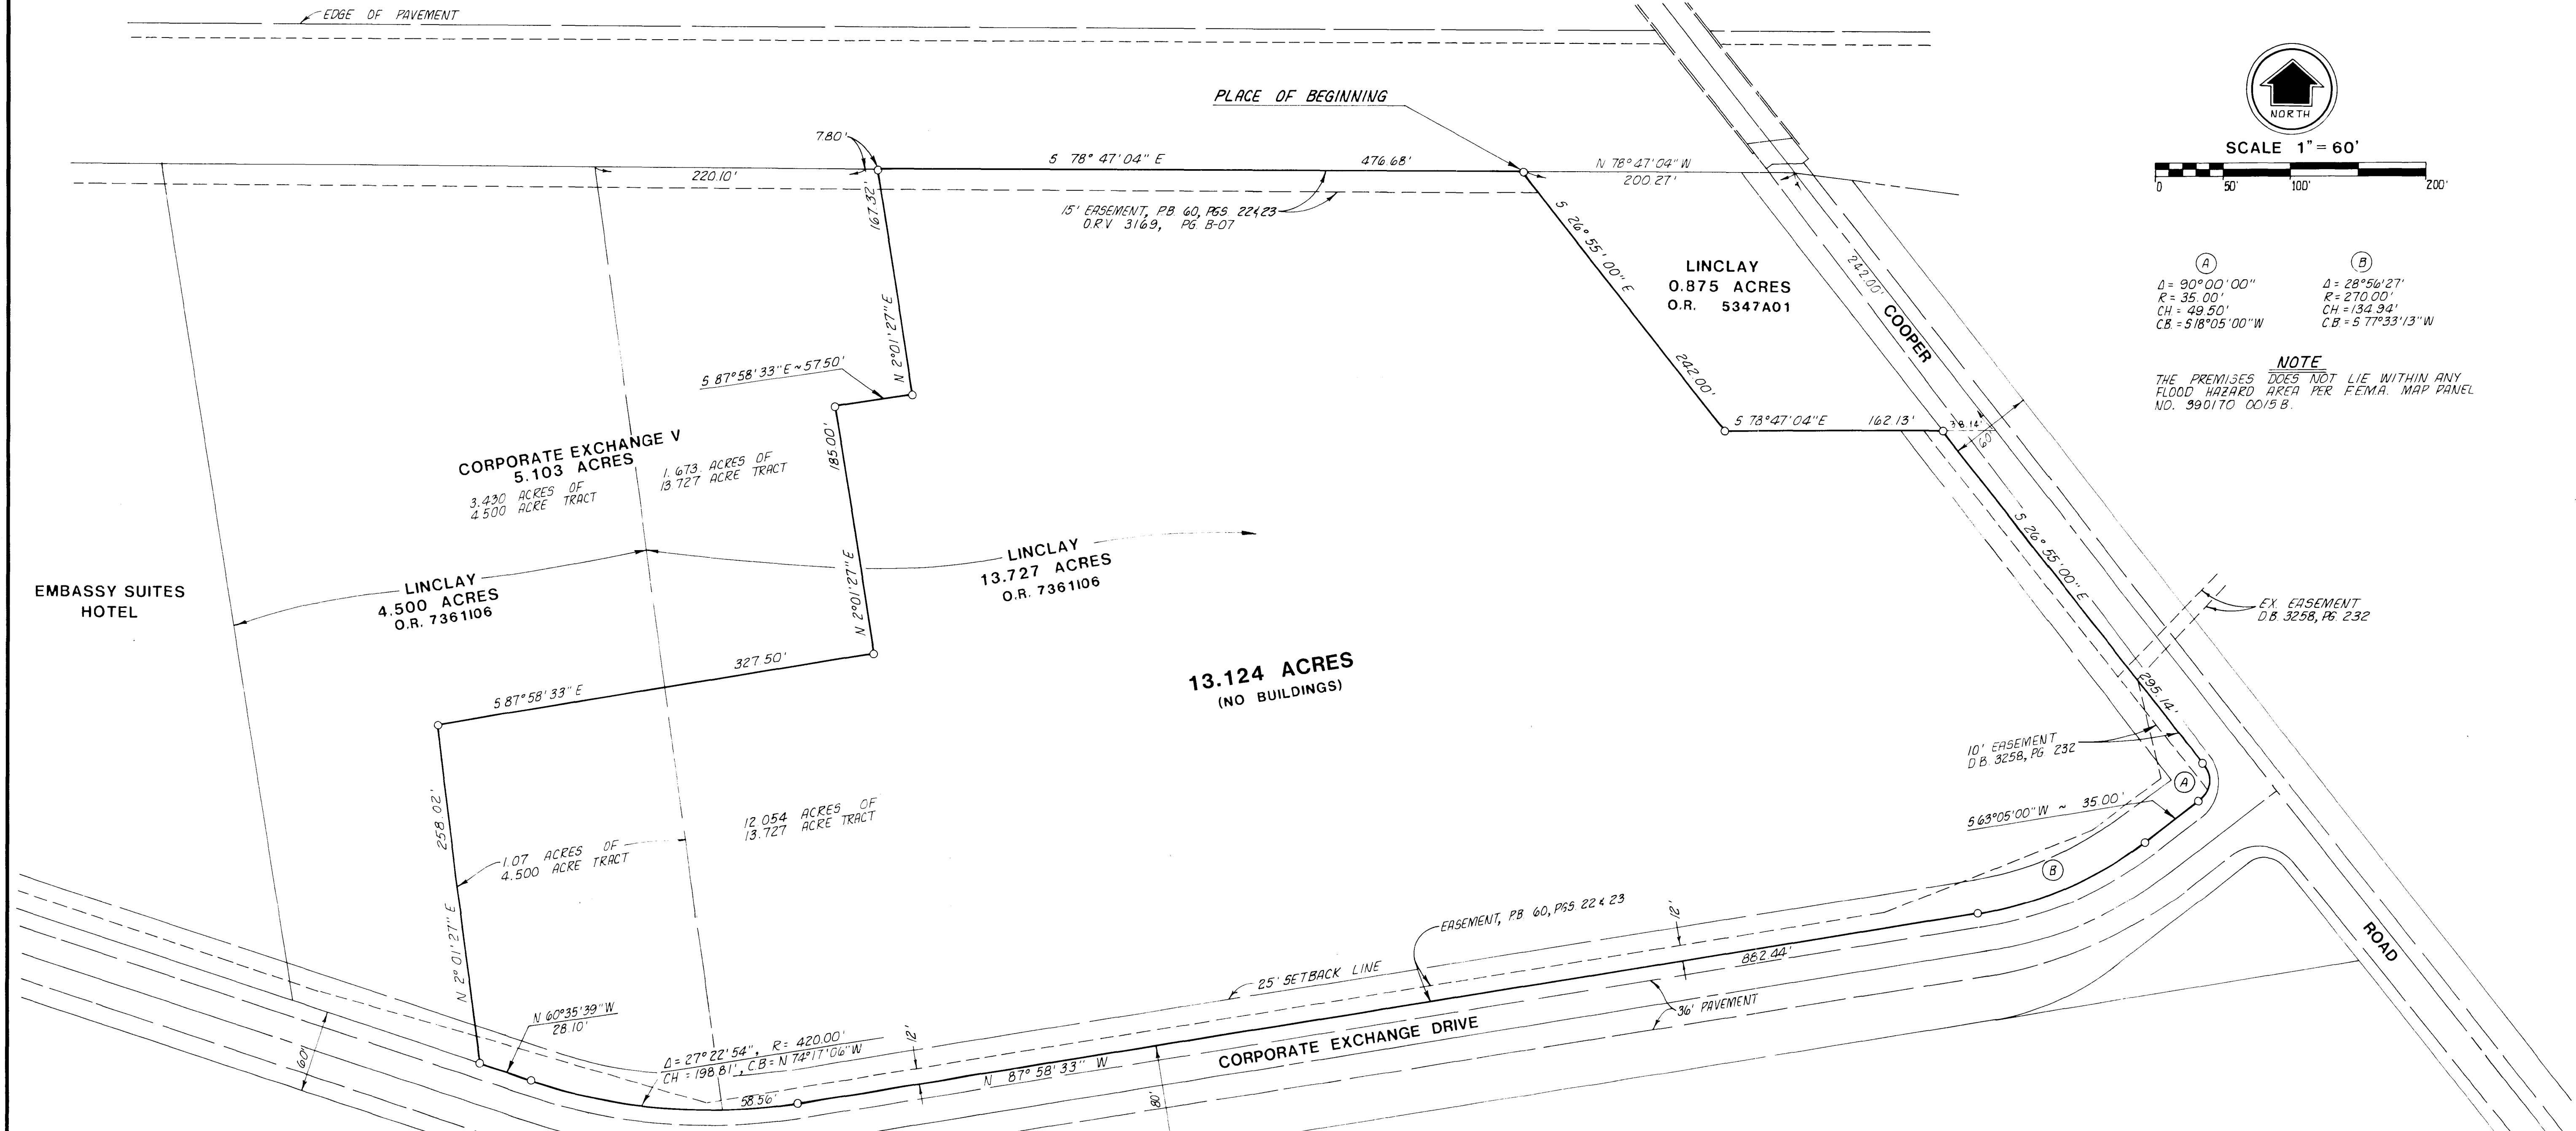 EDGE OF PAVEMENT
PLACE OF BEGINNING
NORTH
SCALE 1" = 60'
0 50' 100' 200'
7.80'
220.10'
S 78° 47' 04" E 476.68'
N 78° 47' 04" W
200.27'
15' EASEMENT, P.B. 60, PGS. 22 & 23
O.R.V 3169, PG. B-07
167.32'
N 2° 01' 27" E
S 26° 55' 00" E
242.00'
LINCLAY
0.875 ACRES
O.R. 5347A01
242.00'
COOPER
A
Δ = 90° 00' 00"
R = 35.00'
CH = 49.50'
C.B. = S 18° 05' 00" W
B
Δ = 28° 56' 27"
R = 270.00'
CH = 134.94'
C.B. = S 77° 33' 13" W
NOTE
THE PREMISES DOES NOT LIE WITHIN ANY
FLOOD HAZARD AREA PER F.E.M.A. MAP PANEL
NO. 390170 0015 B.
S 87° 58' 33" E ~ 57.50'
185.00'
N 2° 01' 27" E
S 78° 47' 04" E 162.13'
38.14'
60'
CORPORATE EXCHANGE V
5.103 ACRES
3.430 ACRES OF
4.500 ACRE TRACT
1.673 ACRES OF
13.727 ACRE TRACT
S 26° 55' 00" E
295.14'
EMBASSY SUITES
HOTEL
LINCLAY
4.500 ACRES
O.R. 7361I06
LINCLAY
13.727 ACRES
O.R. 7361I06
EX. EASEMENT
D.B. 3258, PG. 232
S 87° 58' 33" E 327.50'
13.124 ACRES
(NO BUILDINGS)
10' EASEMENT
D.B. 3258, PG. 232
A
S 63° 05' 00" W ~ 35.00'
B
258.02'
N 2° 01' 27" E
1.07 ACRES OF
4.500 ACRE TRACT
12.054 ACRES OF
13.727 ACRE TRACT
EASEMENT, P.B. 60, PGS. 22 & 23
12'
882.44'
25' SETBACK LINE
36' PAVEMENT
ROAD
N 60° 35' 39" W
28.10'
60'
Δ = 27° 22' 54", R = 420.00'
CH = 198.81', C.B. = N 74° 17' 06" W
58.56'
12'
N 87° 58' 33" W
80'
CORPORATE EXCHANGE DRIVE